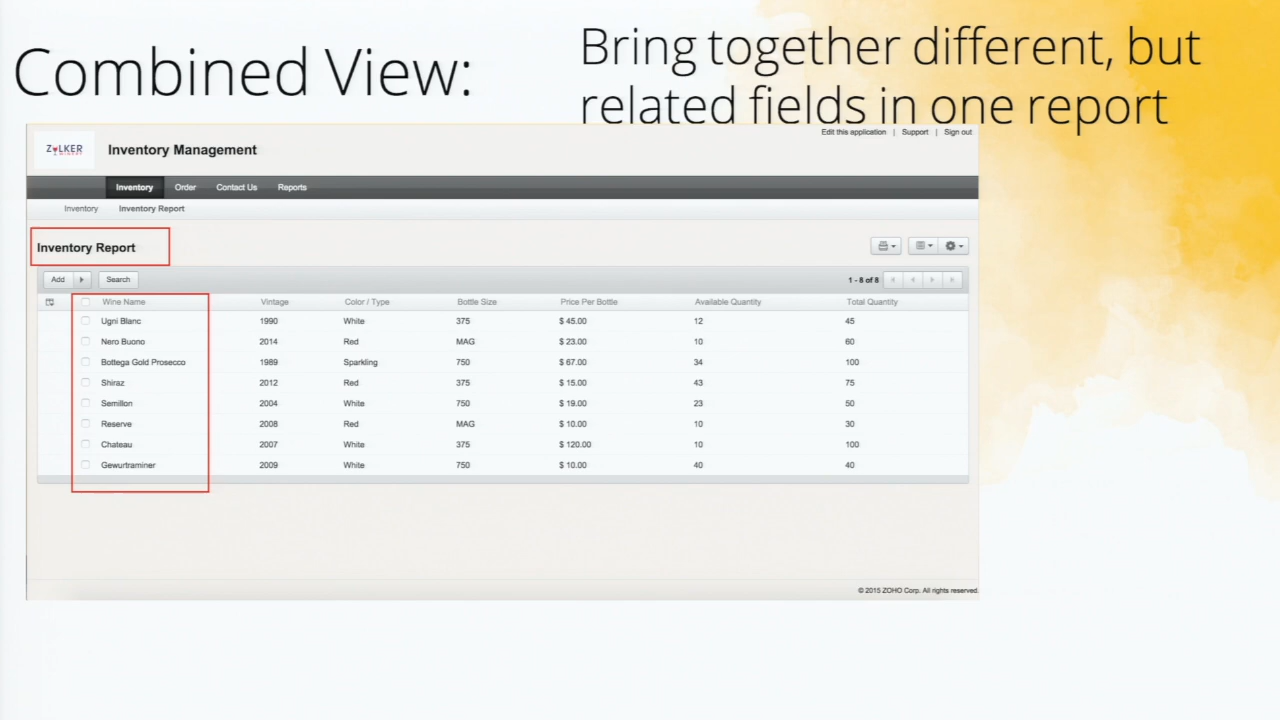 Combined View:
Bring together different, but
related fields in one report
Edit this application | Support | Sign out
ZYLKER
WINERY
Inventory Management
Inventory Order Contact Us Reports
Inventory Inventory Report
Inventory Report
Add Search 1 - 8 of 8
Wine Name Vintage Color / Type Bottle Size Price Per Bottle Available Quantity Total Quantity
Ugni Blanc 1990 White 375 $ 45.00 12 45
Nero Buono 2014 Red MAG $ 23.00 10 60
Bottega Gold Prosecco 1989 Sparkling 750 $ 67.00 34 100
Shiraz 2012 Red 375 $ 15.00 43 75
Semillon 2004 White 750 $ 19.00 23 50
Reserve 2008 Red MAG $ 10.00 10 30
Chateau 2007 White 375 $ 120.00 10 100
Gewurtraminer 2009 White 750 $ 10.00 40 40
© 2015 ZOHO Corp. All rights reserved.